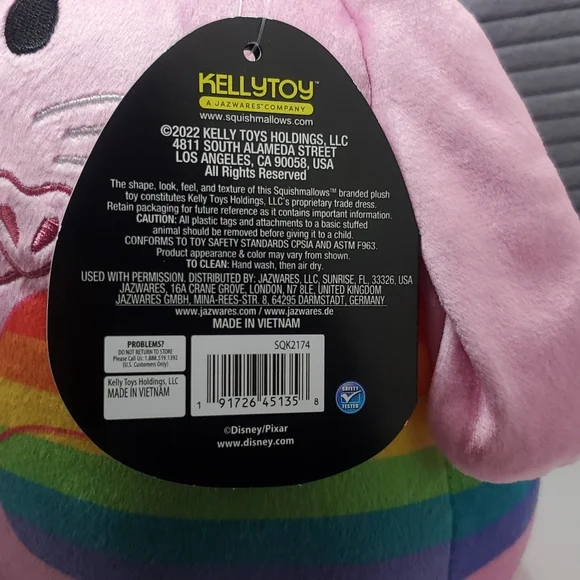 KELLYTOY™
A JAZWARES® COMPANY
www.squishmallows.com
©2022 KELLY TOYS HOLDINGS, LLC
4811 SOUTH ALAMEDA STREET
LOS ANGELES, CA 90058, USA
All Rights Reserved
The shape, look, feel, and texture of this Squishmallows™ branded plush
toy constitutes Kelly Toys Holdings, LLC's proprietary trade dress.
Retain packaging for future reference as it contains important information.
CAUTION: All plastic tags and attachments to a basic stuffed
animal should be removed before giving it to a child.
CONFORMS TO TOY SAFETY STANDARDS CPSIA AND ASTM F963.
Product appearance & color may vary from shown.
TO CLEAN: Hand wash, then air dry.
USED WITH PERMISSION. DISTRIBUTED BY: JAZWARES, LLC, SUNRISE, FL, 33326, USA
JAZWARES, 16A CRANE GROVE, LONDON, N7 8LE, UNITED KINGDOM
JAZWARES GMBH, MINA-REES-STR. 8, 64295 DARMSTADT, GERMANY
www.jazwares.com / www.jazwares.de
MADE IN VIETNAM
PROBLEMS?
DO NOT RETURN TO STORE
Please Call Us: 1.888.519.1392
(U.S. Customers Only)
Kelly Toys Holdings, LLC
MADE IN VIETNAM
SQK2174
1 91726 45135 8
SAFETY
TESTED
©Disney/Pixar
www.disney.com